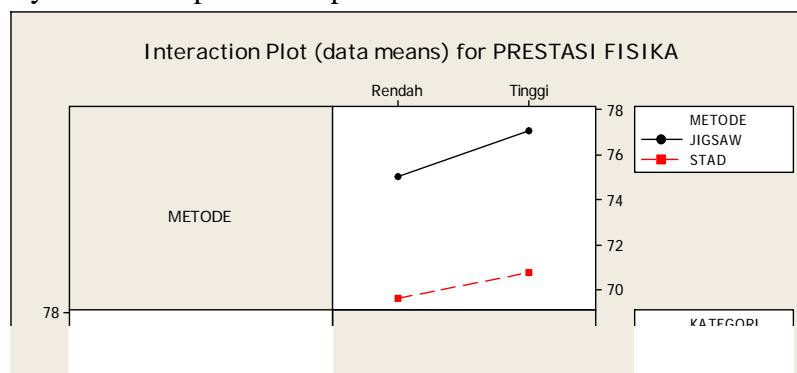 Interaction Plot (data means) for PRESTASI FISIKA
Rendah Tinggi
78
76
74
72
70
METODE
JIGSAW
STAD
METODE
78
KATEGORI